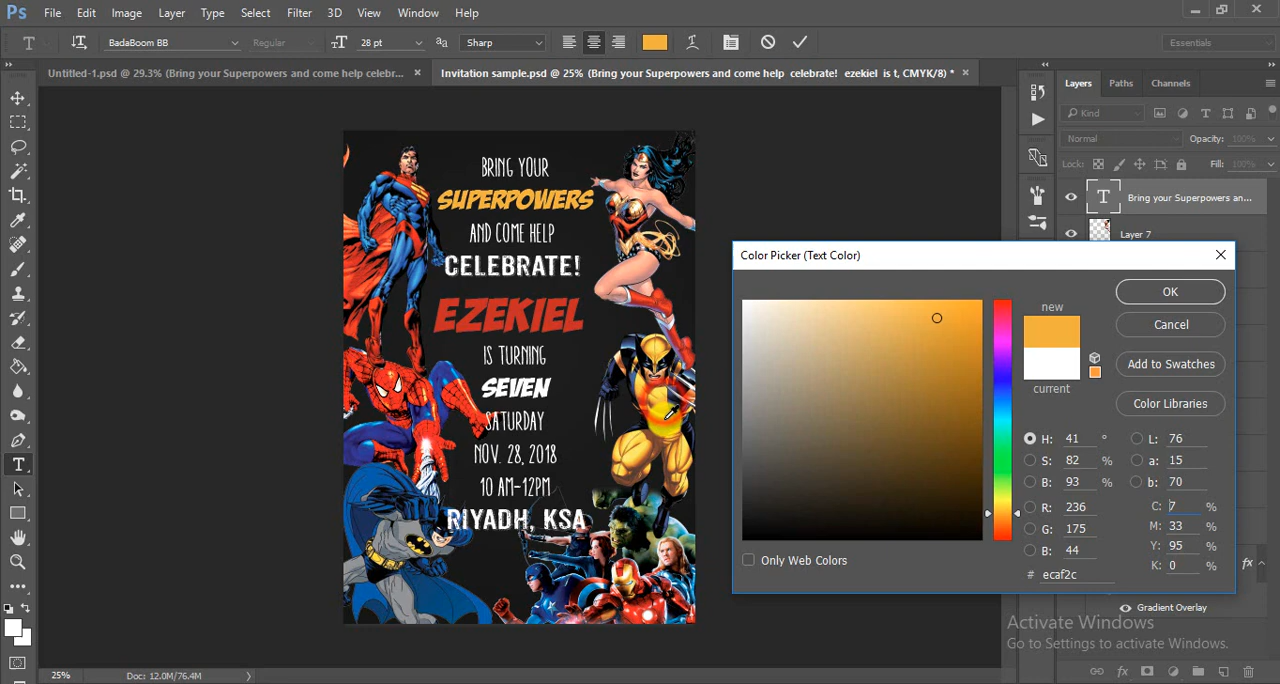 Ps File Edit Image Layer Type Select Filter 3D View Window Help
T BadaBoom BB Regular 28 pt aa Sharp Essentials
Untitled-1.psd @ 29.3% (Bring your Superpowers and come help celebr... × Invitation sample.psd @ 25% (Bring your Superpowers and come help celebrate! ezekiel is t, CMYK/8) * ×
Layers Paths Channels
Kind
Normal Opacity: 100%
Lock: Fill: 100%
T Bring your Superpowers an...
Layer 7
BRING YOUR
SUPERPOWERS
AND COME HELP
CELEBRATE!
EZEKIEL
IS TURNING
SEVEN
SATURDAY
NOV. 28, 2018
10 AM-12PM
RIYADH, KSA
Color Picker (Text Color)
new
current
OK
Cancel
Add to Swatches
Color Libraries
H: 41 ° L: 76
S: 82 % a: 15
B: 93 % b: 70
R: 236 C: 7 %
G: 175 M: 33 %
B: 44 Y: 95 %
K: 0 %
# ecaf2c
Only Web Colors
fx
Gradient Overlay
Activate Windows
Go to Settings to activate Windows.
25% Doc: 12.0M/76.4M
fx